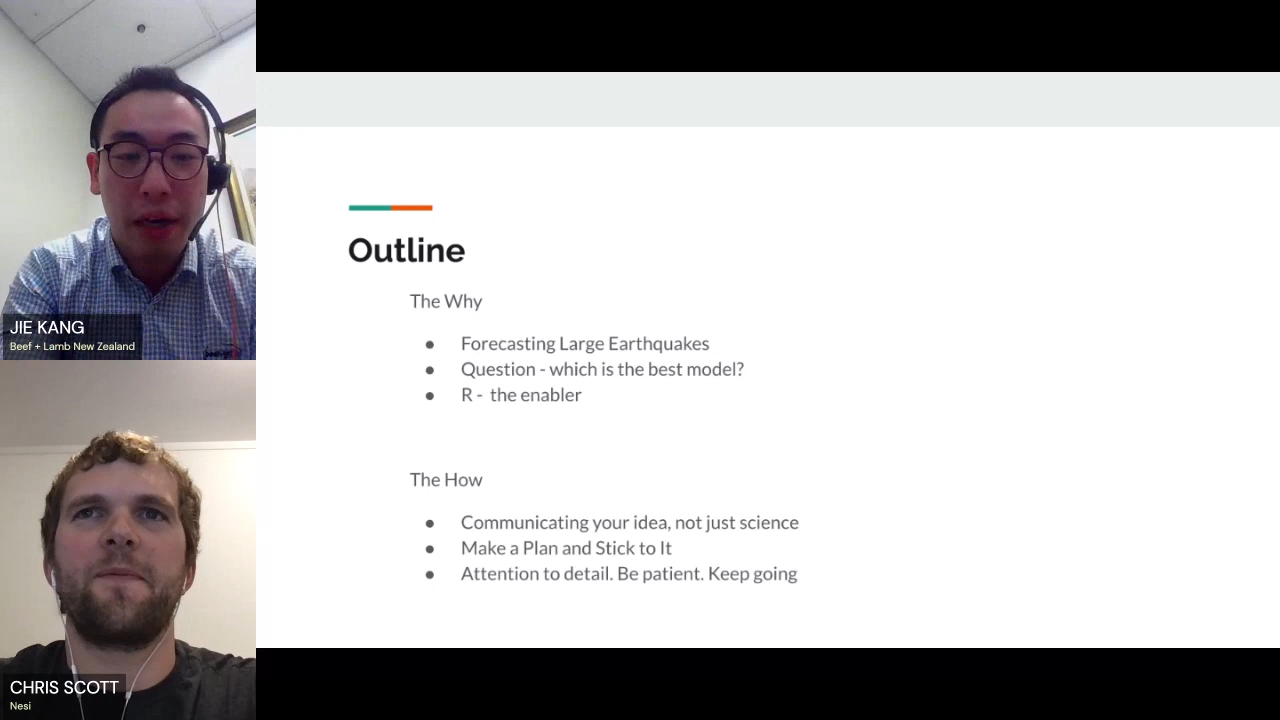 JIE KANG
Beef + Lamb New Zealand
CHRIS SCOTT
Nesi
Outline
The Why
● Forecasting Large Earthquakes
● Question - which is the best model?
● R - the enabler
The How
● Communicating your idea, not just science
● Make a Plan and Stick to It
● Attention to detail. Be patient. Keep going